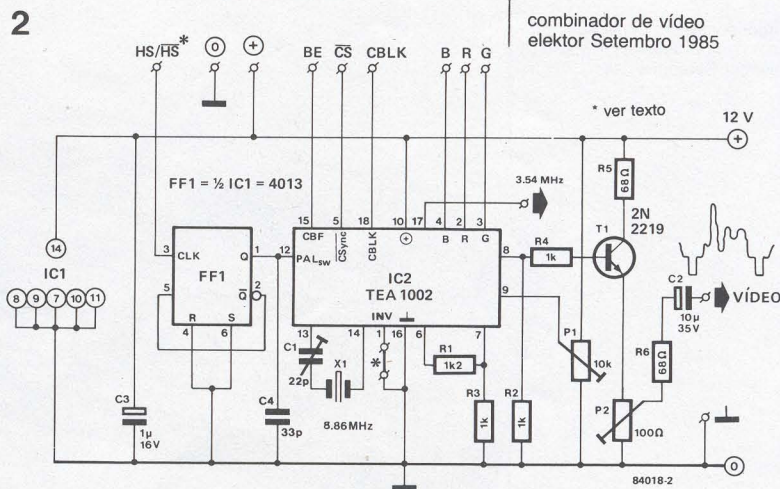 2
combinador de vídeo
elektor Setembro 1985
HS/H̅S̅*
0
+
BE
C̅S̅
CBLK
B
R
G
* ver texto
12 V
+
FF1 = ½ IC1 = 4013
3.54 MHz
R5
68Ω
2N
2219
T1
14
IC1
8 9 7 10 11
3 CLK
FF1
Q 1
5
Q̅ 2
R
S
4
6
15
5
18
10
17
4
2
3
CBF
C̅S̅y̅n̅c̅
CBLK
+
B
R
G
12 PALSW
IC2
TEA 1002
INV
8
9
13
14
1
16
6
7
R4
1k
C2
10µ
35V
VÍDEO
P1
10k
R6
68Ω
C1
22p
X1
8.86MHz
*
R1
1k2
R3
1k
R2
1k
P2
100Ω
C3
1µ
16V
C4
33p
84018-2
0